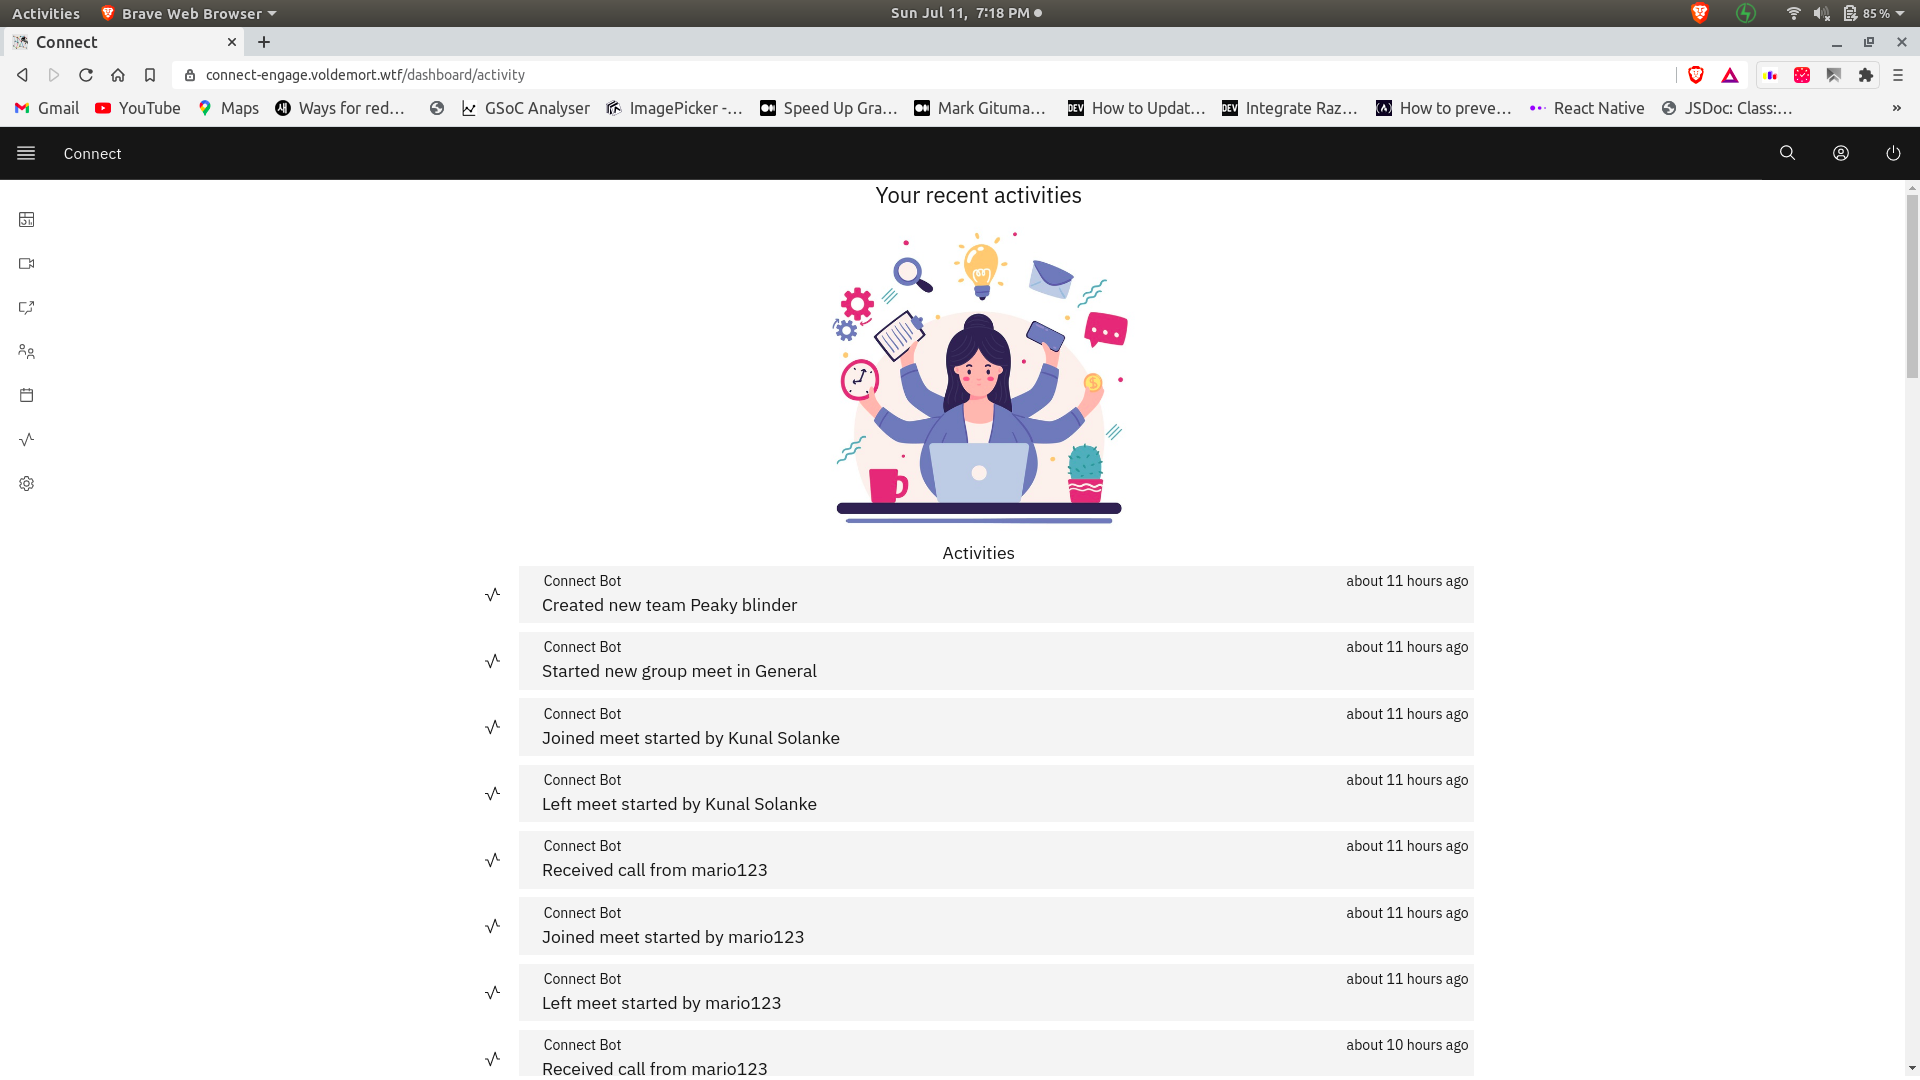 Activities Brave Web Browser Sun Jul 11, 7:18 PM 85%
Connect
connect-engage.voldemort.wtf/dashboard/activity
Gmail YouTube Maps Ways for red... GSoC Analyser ImagePicker -... Speed Up Gra... Mark Gituma... DEV How to Updat... DEV Integrate Raz... How to preve... React Native JSDoc: Class:... »
Connect
Your recent activities
Activities
Connect Bot about 11 hours ago
Created new team Peaky blinder
Connect Bot about 11 hours ago
Started new group meet in General
Connect Bot about 11 hours ago
Joined meet started by Kunal Solanke
Connect Bot about 11 hours ago
Left meet started by Kunal Solanke
Connect Bot about 11 hours ago
Received call from mario123
Connect Bot about 11 hours ago
Joined meet started by mario123
Connect Bot about 11 hours ago
Left meet started by mario123
Connect Bot about 10 hours ago
Received call from mario123